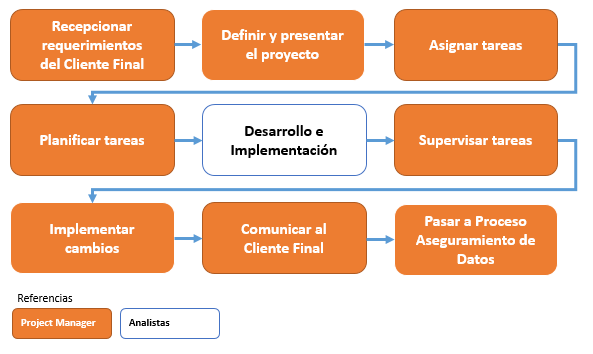 Recepcionar
requerimientos
del Cliente Final
Definir y presentar
el proyecto
Asignar tareas
Planificar tareas
Desarrollo e
Implementación
Supervisar tareas
Implementar
cambios
Comunicar al
Cliente Final
Pasar a Proceso
Aseguramiento de
Datos
Referencias
Project Manager
Analistas